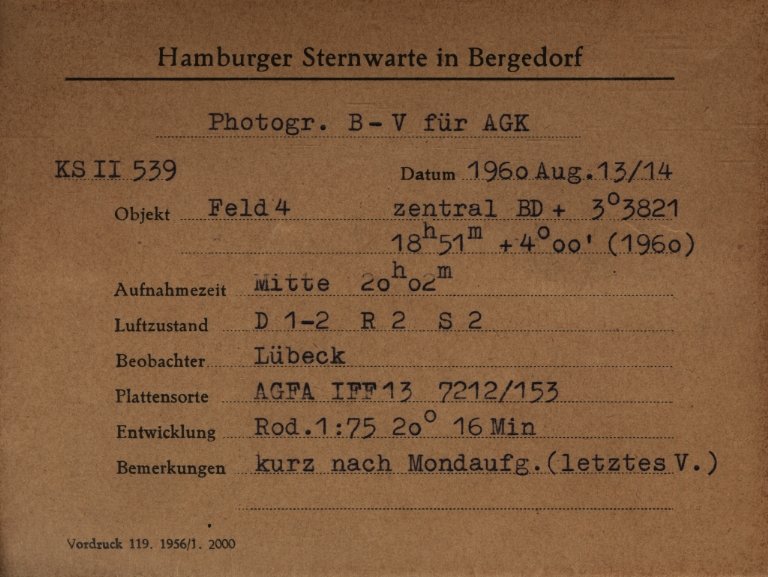 Hamburger Sternwarte in Bergedorf
Photogr. B-V für AGK
KS II 539 Datum 1960 Aug.13/14
Objekt Feld 4 zentral BD + 3°3821
18h51m +4°00' (1960)
Aufnahmezeit Mitte 20h02m
Luftzustand D 1-2 R 2 S 2
Beobachter Lübeck
Plattensorte AGFA IFF 13 7212/153
Entwicklung Rod.1:75 20° 16 Min
Bemerkungen kurz nach Mondaufg.(letztes V.)
Vordruck 119. 1956/1. 2000